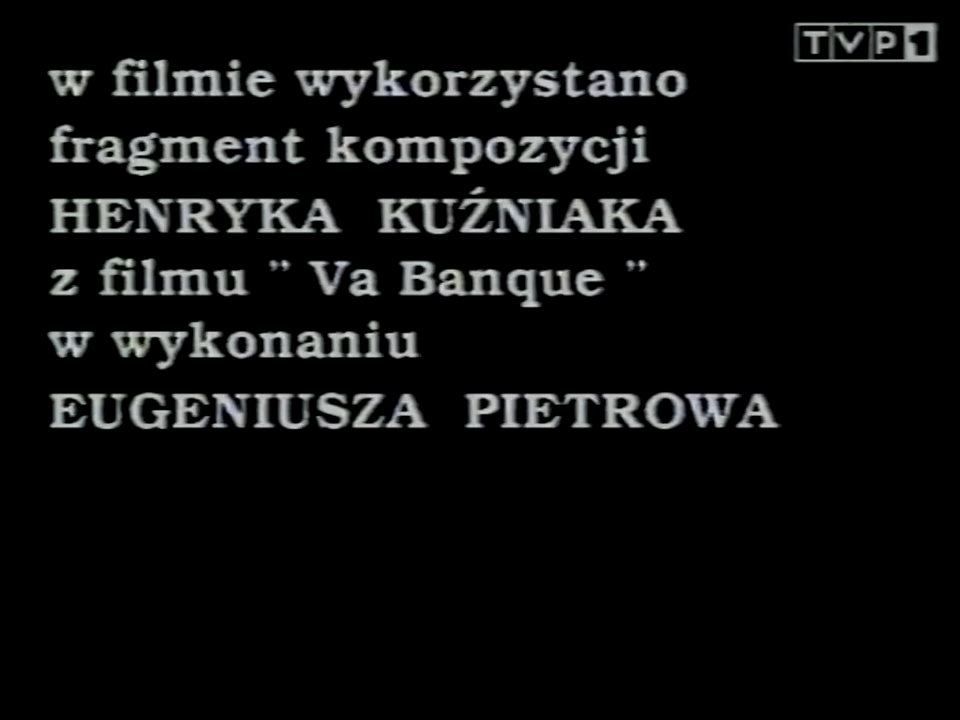 TVP1
w filmie wykorzystano
fragment kompozycji
HENRYKA KUŹNIAKA
z filmu ” Va Banque ”
w wykonaniu
EUGENIUSZA PIETROWA